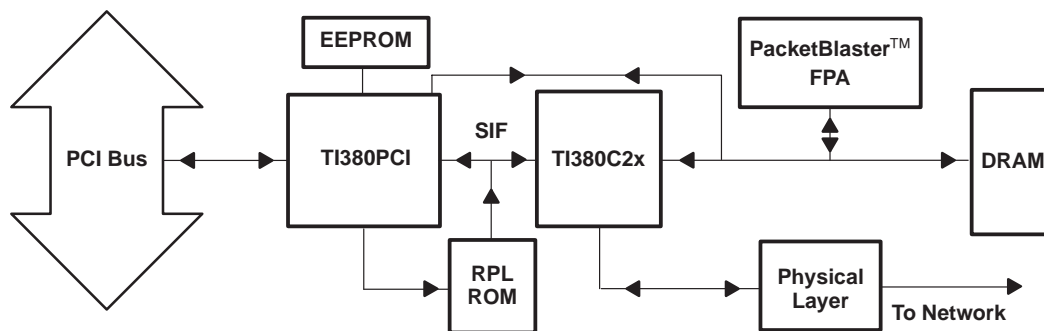 EEPROM
PacketBlaster™
FPA
SIF
PCI Bus
TI380PCI
TI380C2x
DRAM
RPL
ROM
Physical
Layer
To Network